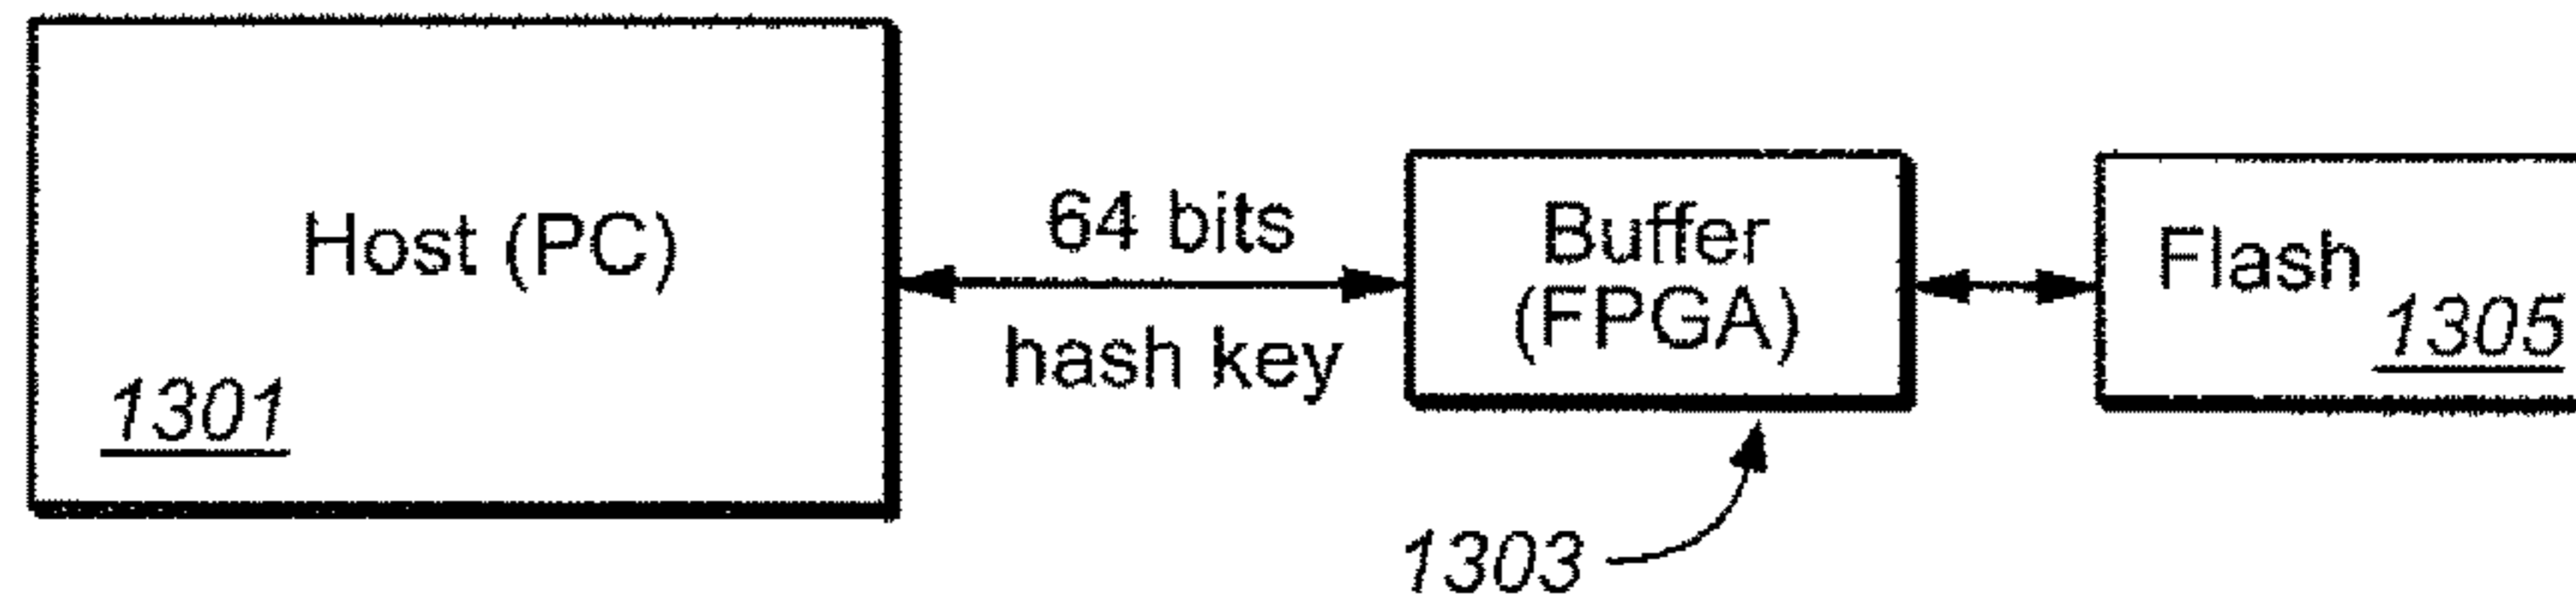 Host (PC)
1301
64 bits
hash key
Buffer
(FPGA)
1303
Flash
1305